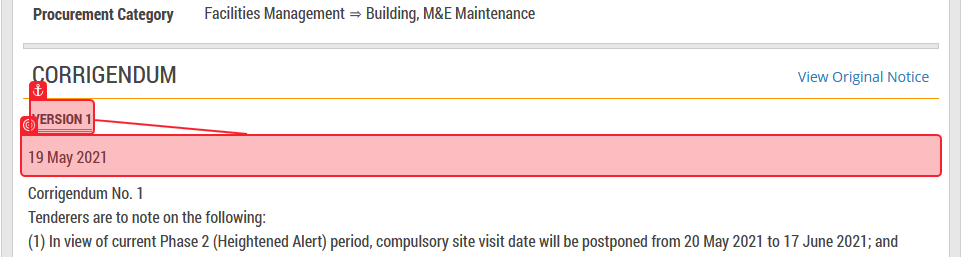 Procurement Category Facilities Management ⇒ Building, M&E Maintenance
CORRIGENDUM View Original Notice
VERSION 1
19 May 2021
Corrigendum No. 1
Tenderers are to note on the following:
(1) In view of current Phase 2 (Heightened Alert) period, compulsory site visit date will be postponed from 20 May 2021 to 17 June 2021; and